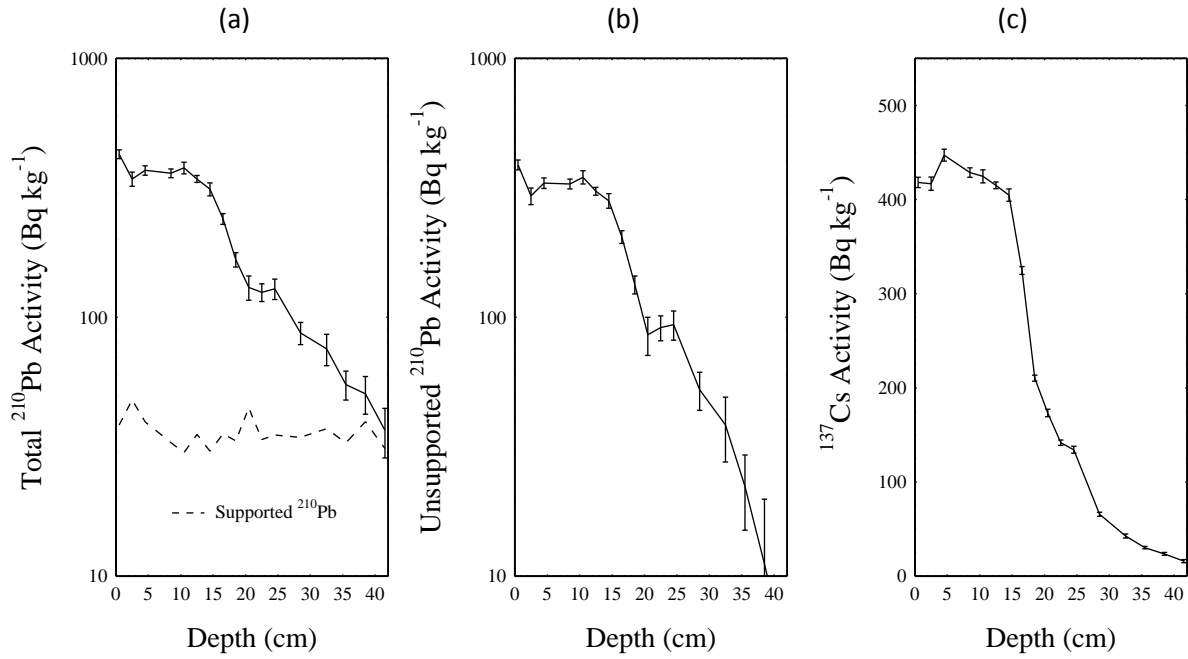 (a)
(b)
(c)
Total ²¹⁰Pb Activity (Bq kg⁻¹)
1000
100
10
0 5 10 15 20 25 30 35 40
Depth (cm)
Supported ²¹⁰Pb
Unsupported ²¹⁰Pb Activity (Bq kg⁻¹)
1000
100
10
0 5 10 15 20 25 30 35 40
Depth (cm)
¹³⁷Cs Activity (Bq kg⁻¹)
500
400
300
200
100
0
0 5 10 15 20 25 30 35 40
Depth (cm)